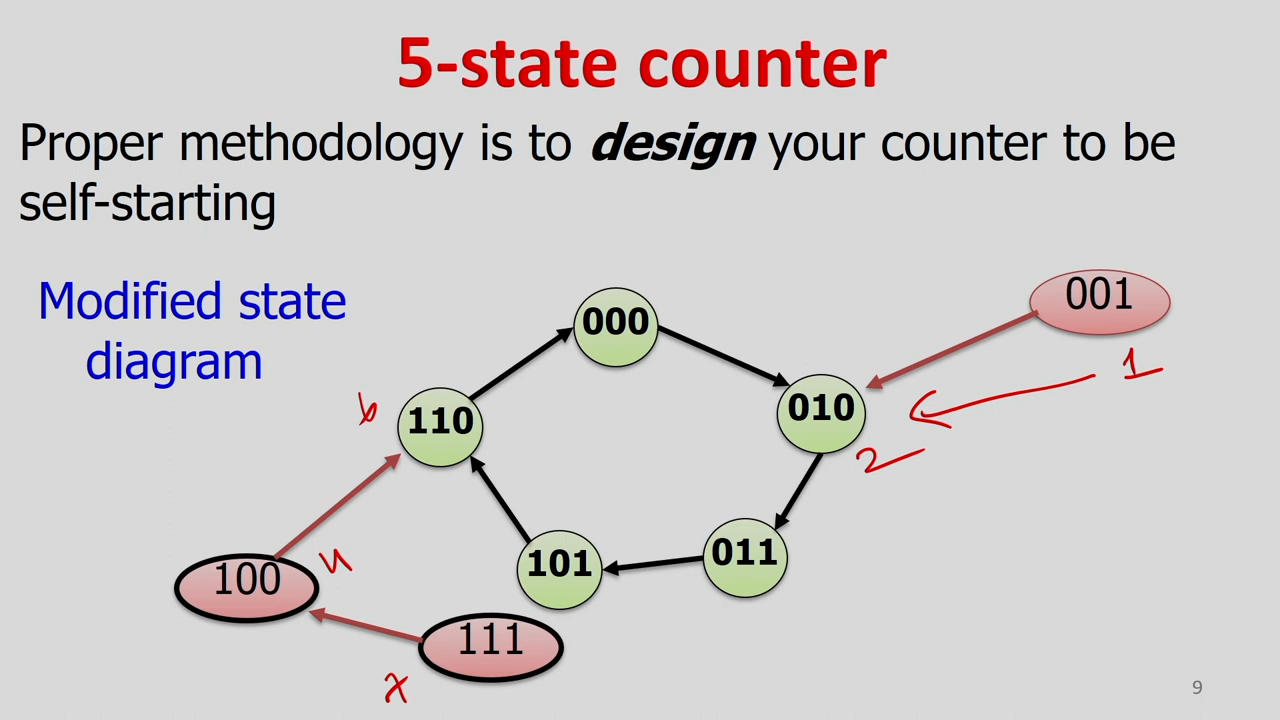 5-state counter
Proper methodology is to design your counter to be
self-starting
Modified state
diagram
000
001
1
010
2
110
6
011
101
100
4
111
9